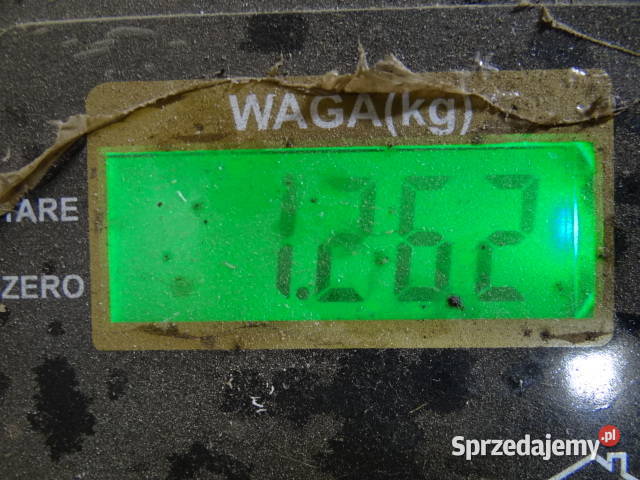 WAGA(kg)
TARE
1.262
ZERO
Sprzedajemy.pl